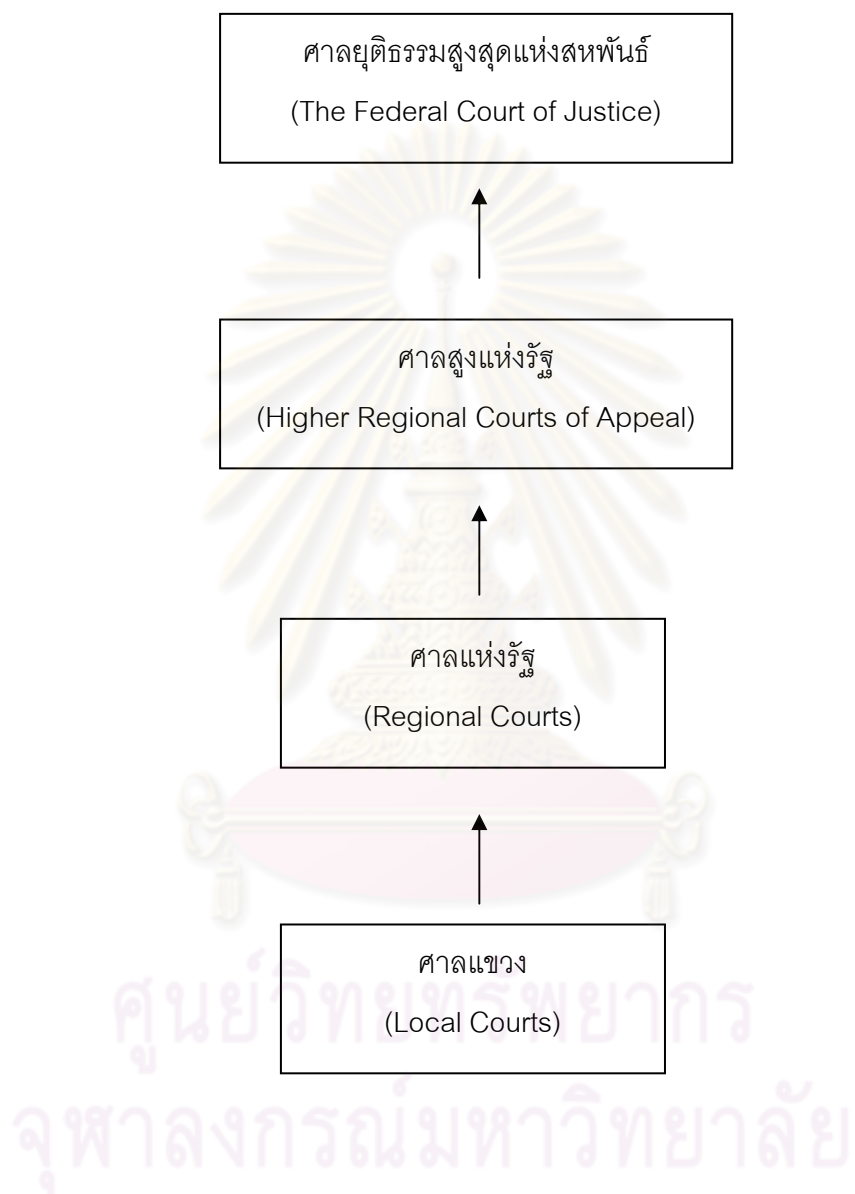 ศาลยุติธรรมสูงสุดแห่งสหพันธ์
(The Federal Court of Justice)
ศาลสูงแห่งรัฐ
(Higher Regional Courts of Appeal)
ศาลแห่งรัฐ
(Regional Courts)
ศาลแขวง
(Local Courts)
ศูนย์วิทยทรัพยากร
จุฬาลงกรณ์มหาวิทยาลัย